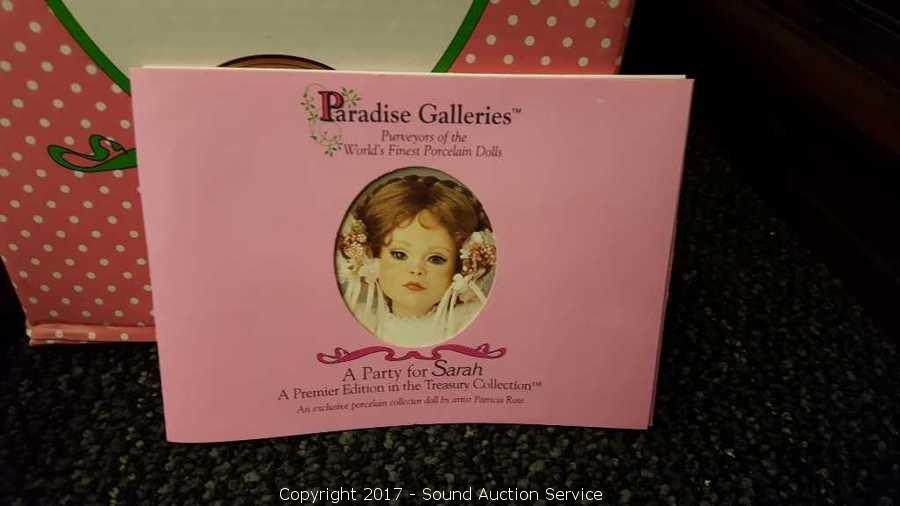 Paradise Galleries™
Purveyors of the
World's Finest Porcelain Dolls
A Party for Sarah
A Premier Edition in the Treasury Collection™
An exclusive porcelain collector doll by artist Patricia Rose
Copyright 2017 - Sound Auction Service